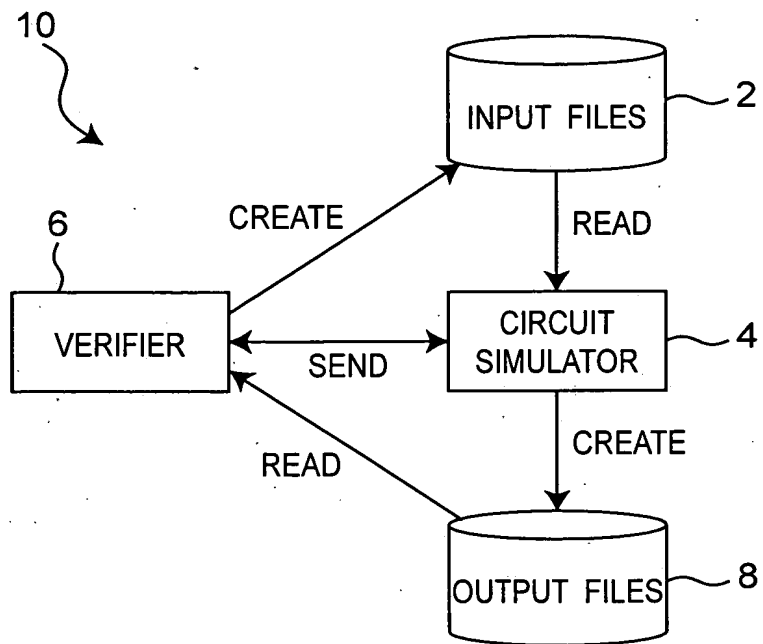 10
INPUT FILES
2
CREATE
READ
6
VERIFIER
SEND
CIRCUIT
SIMULATOR
4
READ
CREATE
OUTPUT FILES
8